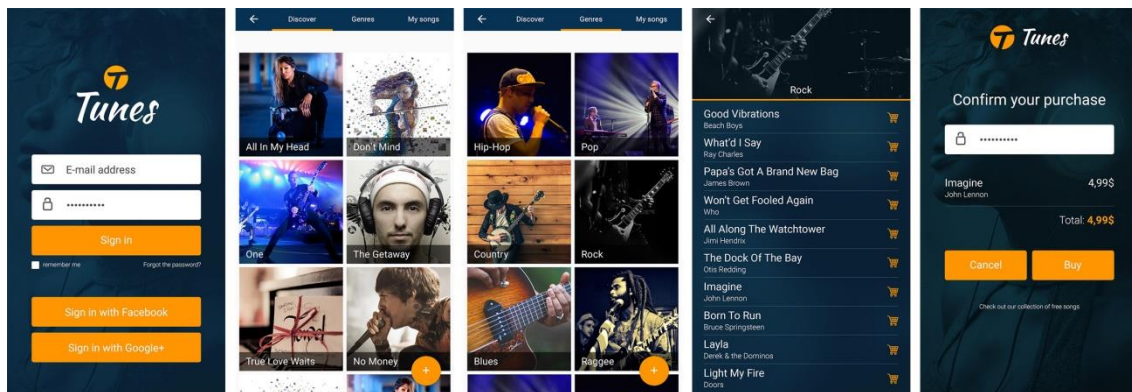 Tunes
E-mail address
••••••••••
Sign in
remember me
Forgot the password?
Sign in with Facebook
Sign in with Google+
Discover
Genres
My songs
All In My Head
Don't Mind
One
The Getaway
True Love Waits
No Money
+
Discover
Genres
My songs
Hip-Hop
Pop
Country
Rock
Blues
Raggee
+
Rock
Good Vibrations
Beach Boys
What'd I Say
Ray Charles
Papa's Got A Brand New Bag
James Brown
Won't Get Fooled Again
Who
All Along The Watchtower
Jimi Hendrix
The Dock Of The Bay
Otis Redding
Imagine
John Lennon
Born To Run
Bruce Springsteen
Layla
Derek & the Dominos
Light My Fire
Doors
Tunes
Confirm your purchase
••••••••••
Imagine 4,99$
John Lennon
Total: 4,99$
Cancel
Buy
Check out our collection of free songs